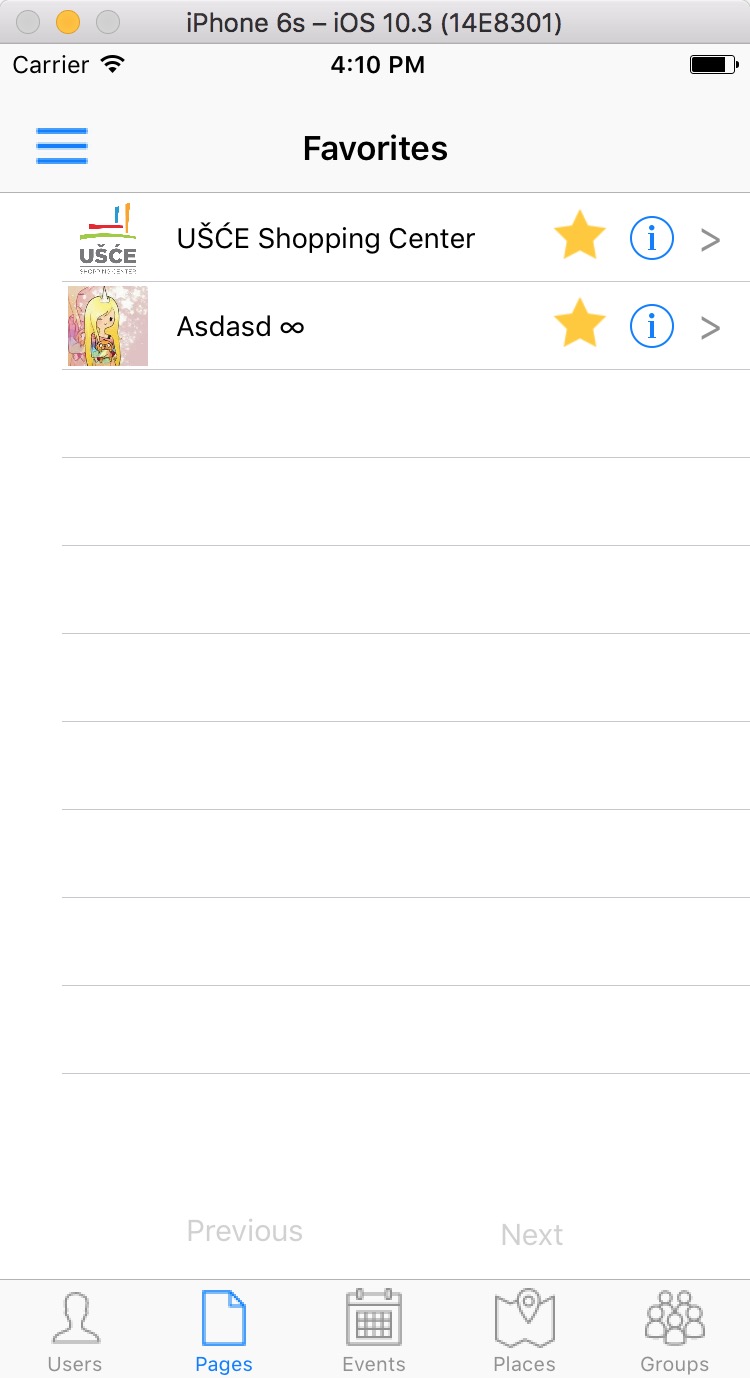 iPhone 6s – iOS 10.3 (14E8301)
Carrier 4:10 PM
Favorites
UŠĆE
SHOPPING CENTER
UŠĆE Shopping Center i >
Asdasd ∞ i >
Previous Next
Users Pages Events Places Groups